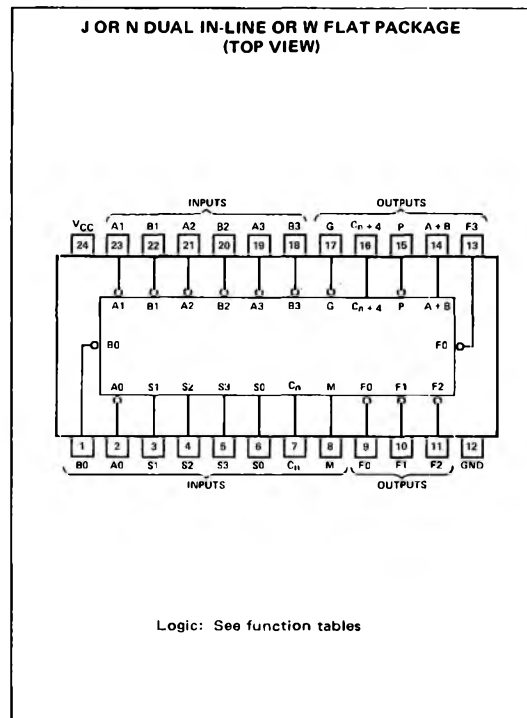 J OR N DUAL IN-LINE OR W FLAT PACKAGE
(TOP VIEW)
INPUTS OUTPUTS
VCC A1 B1 A2 B2 A3 B3 G Cn + 4 P A + B F3
24 23 22 21 20 19 18 17 16 15 14 13
A1 B1 A2 B2 A3 B3 G Cn + 4 P A + B
B0 F0
A0 S1 S2 S3 S0 Cn M F0 F1 F2
1 2 3 4 5 6 7 8 9 10 11 12
B0 A0 S1 S2 S3 S0 Cn M F0 F1 F2 GND
INPUTS OUTPUTS
Logic: See function tables